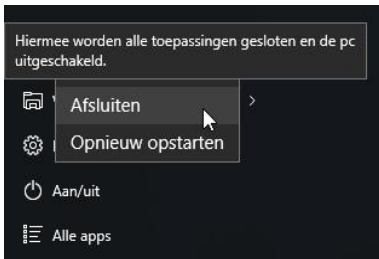 Hiermee worden alle toepassingen gesloten en de pc
uitgeschakeld.
Afsluiten
Opnieuw opstarten
Aan/uit
Alle apps